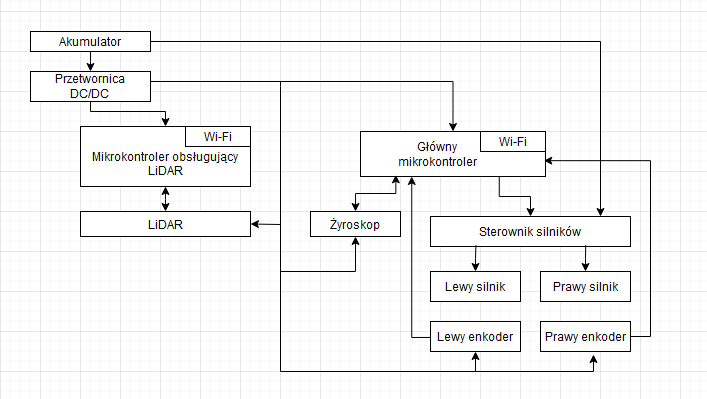 Akumulator
Przetwornica
DC/DC
Wi-Fi
Mikrokontroler obsługujący
LiDAR
LiDAR
Wi-Fi
Główny
mikrokontroler
Żyroskop
Sterownik silników
Lewy silnik
Prawy silnik
Lewy enkoder
Prawy enkoder